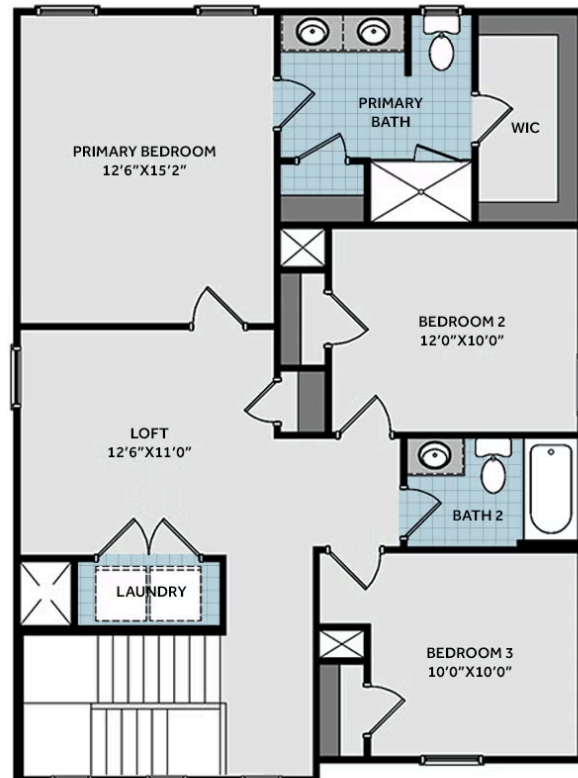 PRIMARY
BATH
WIC
PRIMARY BEDROOM
12'6"X15'2"
BEDROOM 2
12'0"X10'0"
LOFT
12'6"X11'0"
BATH 2
LAUNDRY
BEDROOM 3
10'0"X10'0"